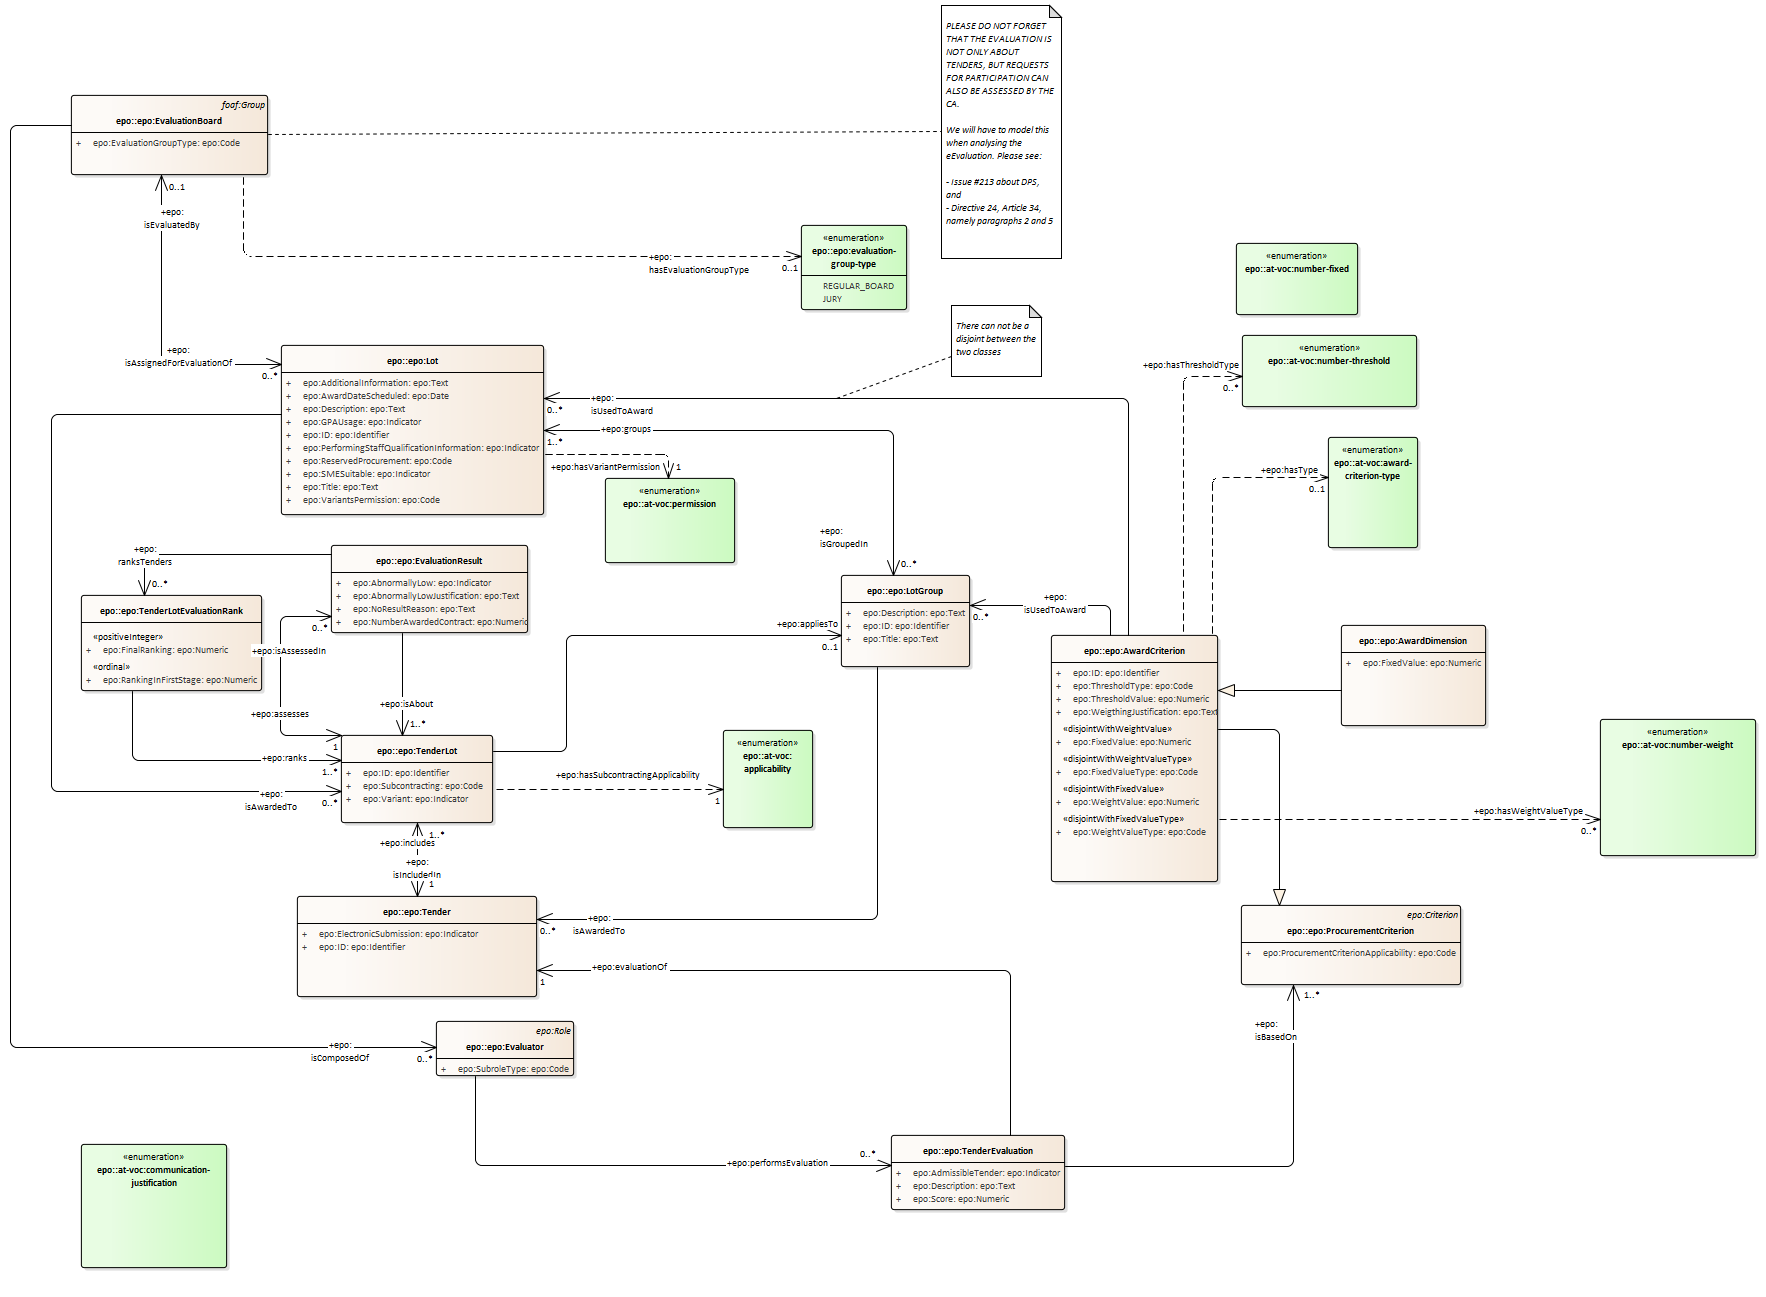 PLEASE DO NOT FORGET
THAT THE EVALUATION IS
NOT ONLY ABOUT
TENDERS, BUT REQUESTS
FOR PARTICIPATION CAN
ALSO BE ASSESSED BY THE
CA.
We will have to model this
when analysing the
eEvaluation. Please see:
- Issue #213 about DPS,
and
- Directive 24, Article 34,
namely paragraphs 2 and 5
foaf:Group
epo::epo:EvaluationBoard
+ epo:EvaluationGroupType: epo:Code
0..1
+epo:
isEvaluatedBy
+epo:
hasEvaluationGroupType
0..1
«enumeration»
epo::epo:evaluation-
group-type
REGULAR_BOARD
JURY
«enumeration»
epo::at-voc:number-fixed
There can not be a
disjoint between the
two classes
«enumeration»
epo::at-voc:number-threshold
+epo:hasThresholdType
0..*
+epo:
isAssignedForEvaluationOf
0..*
epo::epo:Lot
+ epo:AdditionalInformation: epo:Text
+ epo:AwardDateScheduled: epo:Date
+ epo:Description: epo:Text
+ epo:GPAUsage: epo:Indicator
+ epo:ID: epo:Identifier
+ epo:PerformingStaffQualificationInformation: epo:Indicator
+ epo:ReservedProcurement: epo:Code
+ epo:SMESuitable: epo:Indicator
+ epo:Title: epo:Text
+ epo:VariantsPermission: epo:Code
+epo:
0..*
isUsedToAward
+epo:groups
1..*
+epo:hasVariantPermission
1
«enumeration»
epo::at-voc:permission
«enumeration»
epo::at-voc:award-
criterion-type
+epo:hasType
0..1
+epo:
isGroupedIn
0..*
+epo:
ranksTenders
0..*
epo::epo:EvaluationResult
+ epo:AbnormallyLow: epo:Indicator
+ epo:AbnormallyLowJustification: epo:Text
+ epo:NoResultReason: epo:Text
+ epo:NumberAwardedContract: epo:Numeric
epo::epo:TenderLotEvaluationRank
«positiveInteger»
+ epo:FinalRanking: epo:Numeric
«ordinal»
+ epo:RankingInFirstStage: epo:Numeric
0..*
+epo:isAssessedIn
+epo:assesses
1
+epo:isAbout
1..*
epo::epo:LotGroup
+ epo:Description: epo:Text
+ epo:ID: epo:Identifier
+ epo:Title: epo:Text
+epo:appliesTo
0..1
+epo:
isUsedToAward
0..*
epo::epo:AwardCriterion
+ epo:ID: epo:Identifier
+ epo:ThresholdType: epo:Code
+ epo:ThresholdValue: epo:Numeric
+ epo:WeigthingJustification: epo:Text
«disjointWithWeightValue»
+ epo:FixedValue: epo:Numeric
«disjointWithWeightValueType»
+ epo:FixedValueType: epo:Code
«disjointWithFixedValue»
+ epo:WeightValue: epo:Numeric
«disjointWithFixedValueType»
+ epo:WeightValueType: epo:Code
epo::epo:AwardDimension
+ epo:FixedValue: epo:Numeric
«enumeration»
epo::at-voc:number-weight
+epo:hasWeightValueType
0..*
epo::epo:TenderLot
+ epo:ID: epo:Identifier
+ epo:Subcontracting: epo:Code
+ epo:Variant: epo:Indicator
+epo:ranks
1..*
+epo:
isAwardedTo
0..*
+epo:hasSubcontractingApplicability
1
«enumeration»
epo::at-voc:
applicability
1..*
+epo:includes
+epo:
isIncludedIn
1
epo::epo:Tender
+ epo:ElectronicSubmission: epo:Indicator
+ epo:ID: epo:Identifier
+epo:
isAwardedTo
0..*
+epo:evaluationOf
1
epo:Criterion
epo::epo:ProcurementCriterion
+ epo:ProcurementCriterionApplicability: epo:Code
1..*
+epo:
isBasedOn
epo:Role
epo::epo:Evaluator
+ epo:SubroleType: epo:Code
+epo:
isComposedOf
0..*
+epo:performsEvaluation
0..*
epo::epo:TenderEvaluation
+ epo:AdmissibleTender: epo:Indicator
+ epo:Description: epo:Text
+ epo:Score: epo:Numeric
«enumeration»
epo::at-voc:communication-
justification